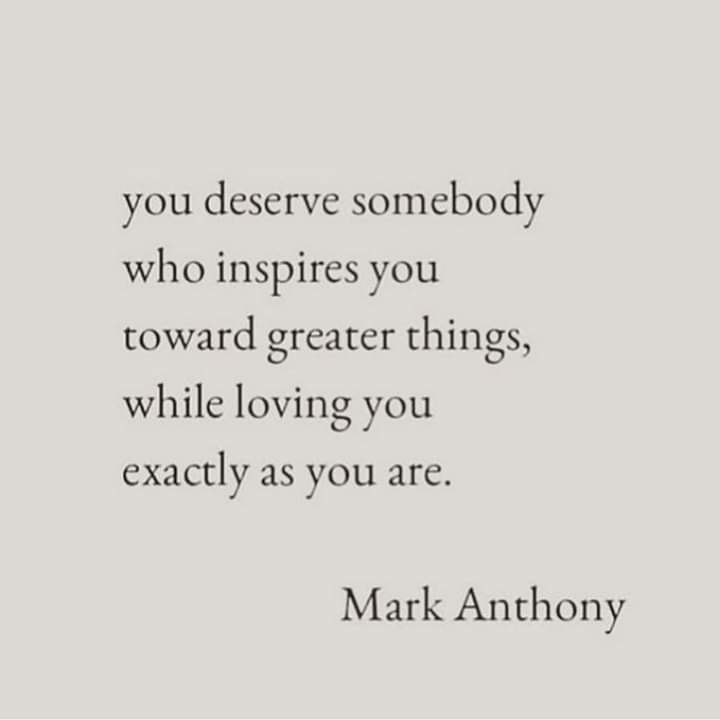 you deserve somebody
who inspires you
toward greater things,
while loving you
exactly as you are.
Mark Anthony